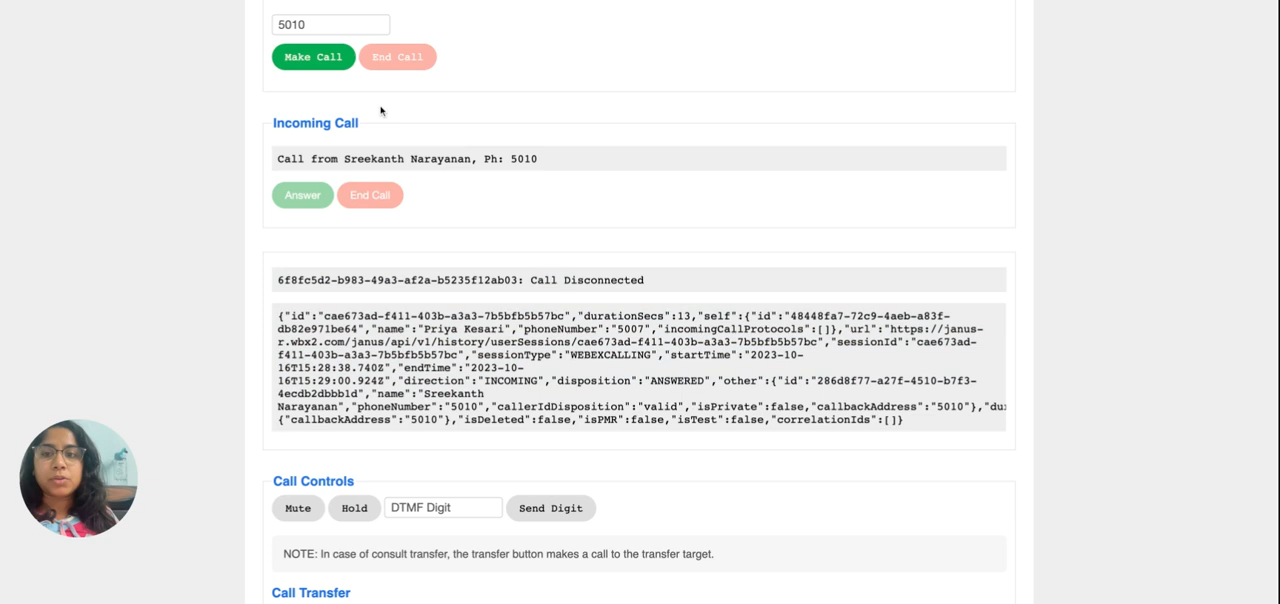 5010
Make Call End Call
Incoming Call
Call from Sreekanth Narayanan, Ph: 5010
Answer End Call
6f8fc5d2-b983-49a3-af2a-b5235f12ab03: Call Disconnected
{"id":"cae673ad-f411-403b-a3a3-7b5bfb5b57bc","durationSecs":13,"self":{"id":"48448fa7-72c9-4aeb-a83f-
db82e971be64","name":"Priya Kesari","phoneNumber":"5007","incomingCallProtocols":[]},"url":"https://janus-
r.wbx2.com/janus/api/v1/history/userSessions/cae673ad-f411-403b-a3a3-7b5bfb5b57bc","sessionId":"cae673ad-
f411-403b-a3a3-7b5bfb5b57bc","sessionType":"WEBEXCALLING","startTime":"2023-10-
16T15:28:38.740Z","endTime":"2023-10-
16T15:29:00.924Z","direction":"INCOMING","disposition":"ANSWERED","other":{"id":"286d8f77-a27f-4510-b7f3-
4ecdb2dbbb1d","name":"Sreekanth
Narayanan","phoneNumber":"5010","callerIdDisposition":"valid","isPrivate":false,"callbackAddress":"5010"},"du
{"callbackAddress":"5010"},"isDeleted":false,"isPMR":false,"isTest":false,"correlationIds":[]}
Call Controls
Mute Hold DTMF Digit Send Digit
NOTE: In case of consult transfer, the transfer button makes a call to the transfer target.
Call Transfer